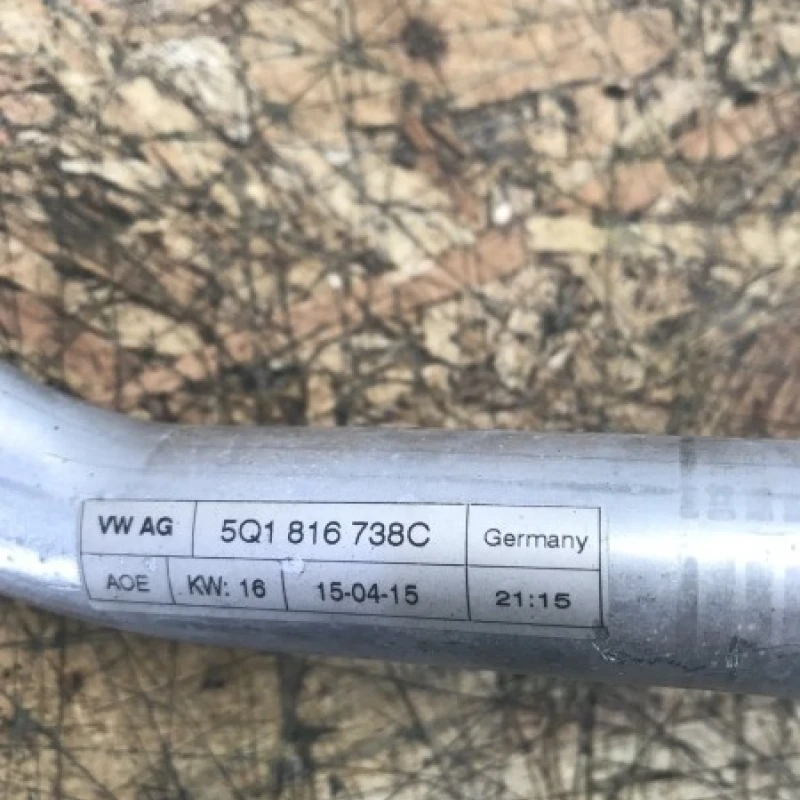 VW AG 5Q1 816 738C Germany
AOE KW: 16 15-04-15 21:15